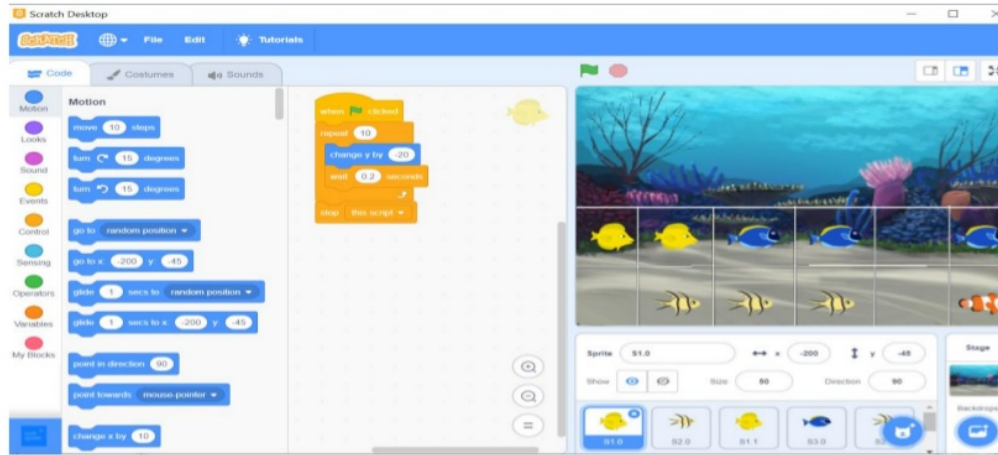 Scratch Desktop
SCRATCH File Edit Tutorials
Code Costumes Sounds
Motion
Looks
Sound
Events
Control
Sensing
Operators
Variables
My Blocks
Motion
move 10 steps
turn 15 degrees
turn 15 degrees
go to random position
go to x: -200 y: -45
glide 1 secs to random position
glide 1 secs to x: -200 y: -45
point in direction 90
point towards mouse-pointer
change x by 10
when clicked
repeat 10
change y by -20
wait 0.2 seconds
stop this script
Sprite S1.0 x -200 y -45
Show Size 50 Direction 90
S1.0 S2.0 S1.1 S3.0
Stage
Backdrops